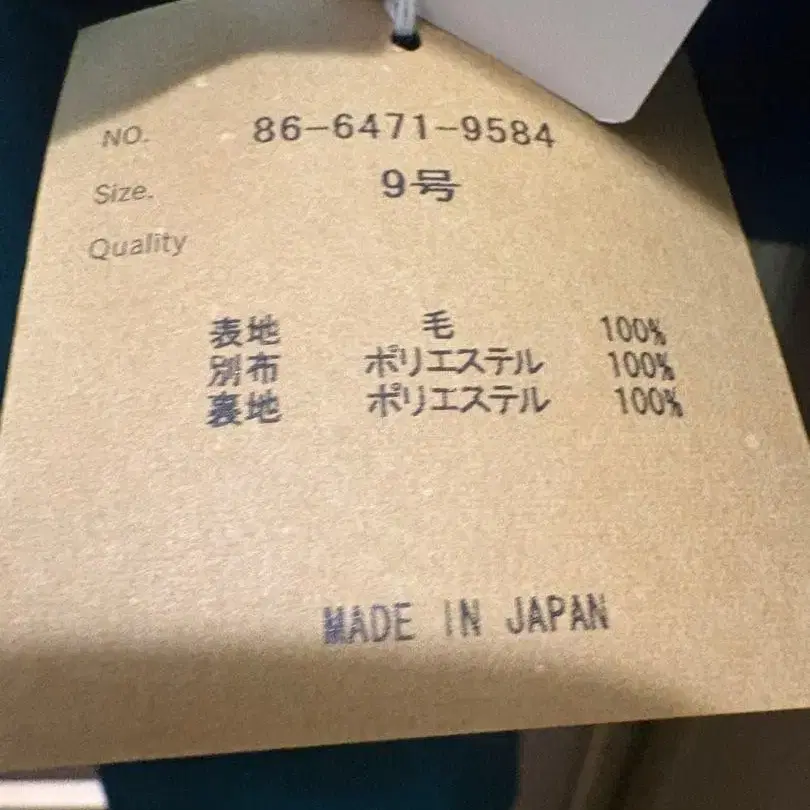 NO. 86-6471-9584
Size. 9号
Quality
表地 毛 100%
別布 ポリエステル 100%
裏地 ポリエステル 100%
MADE IN JAPAN